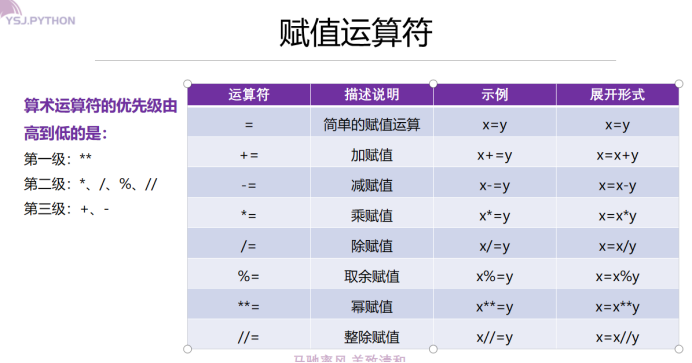 YSJ.PYTHON
赋值运算符
算术运算符的优先级由
高到低的是：
第一级：**
第二级：*、/、%、//
第三级：+、-
运算符 描述说明 示例 展开形式
= 简单的赋值运算 x=y x=y
+= 加赋值 x+=y x=x+y
-= 减赋值 x-=y x=x-y
*= 乘赋值 x*=y x=x*y
/= 除赋值 x/=y x=x/y
%= 取余赋值 x%=y x=x%y
**= 幂赋值 x**=y x=x**y
//= 整除赋值 x//=y x=x//y